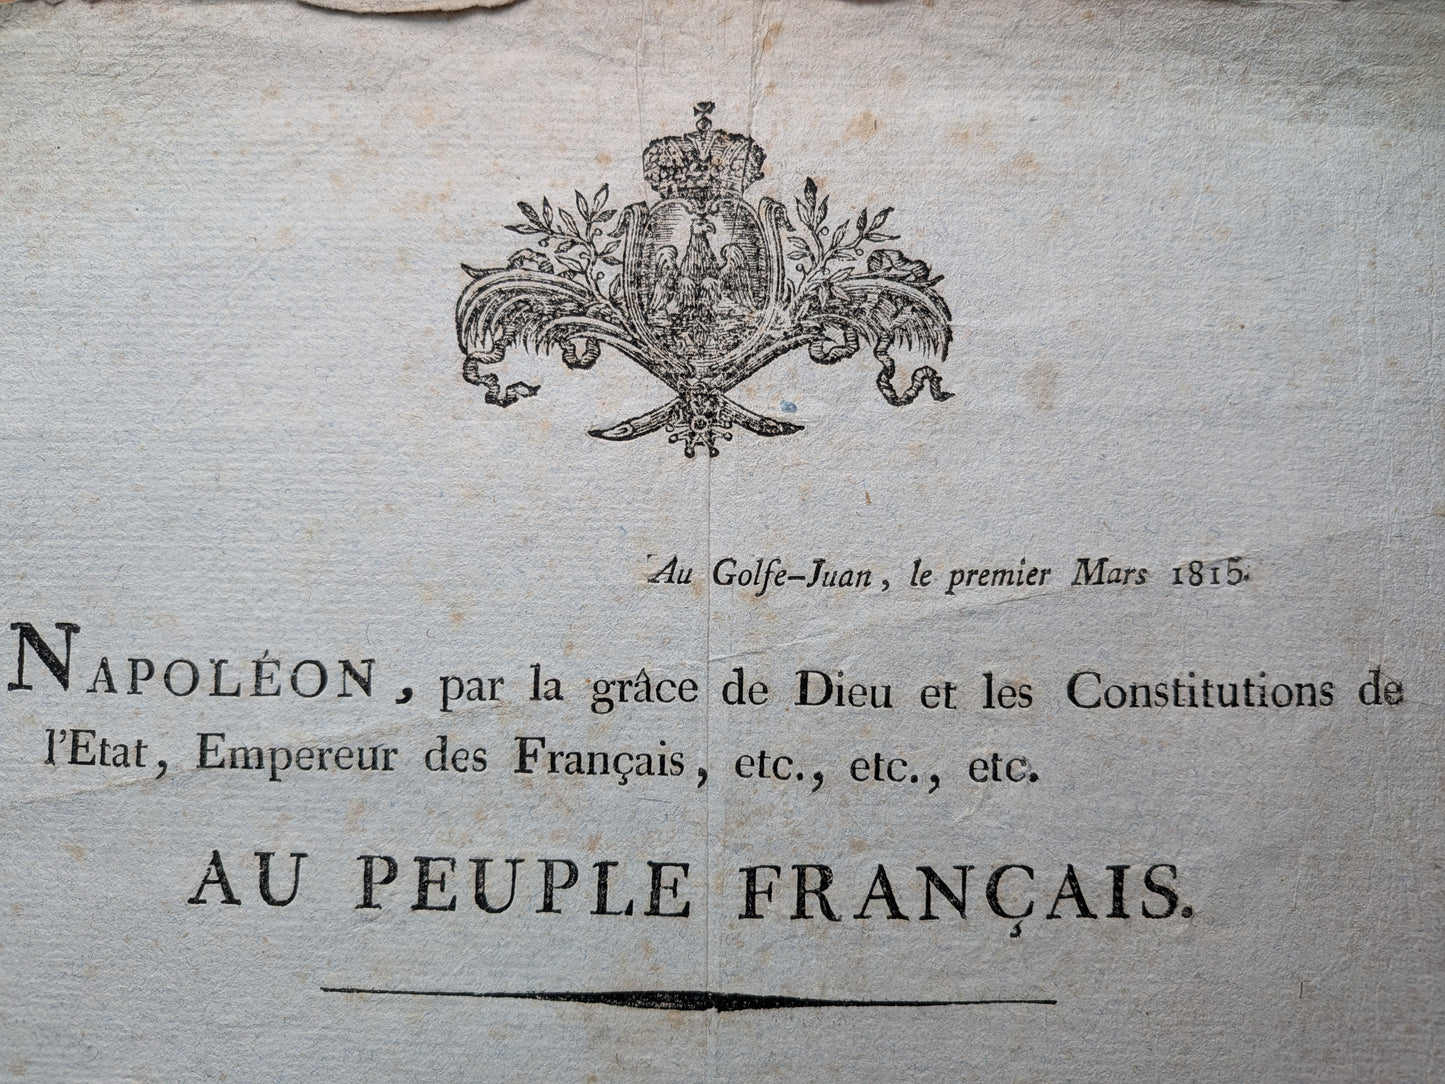 Au Golfe-Juan, le premier Mars 1815.
NAPOLÉON, par la grâce de Dieu et les Constitutions de
l'Etat, Empereur des Français, etc., etc., etc.
AU PEUPLE FRANÇAIS.